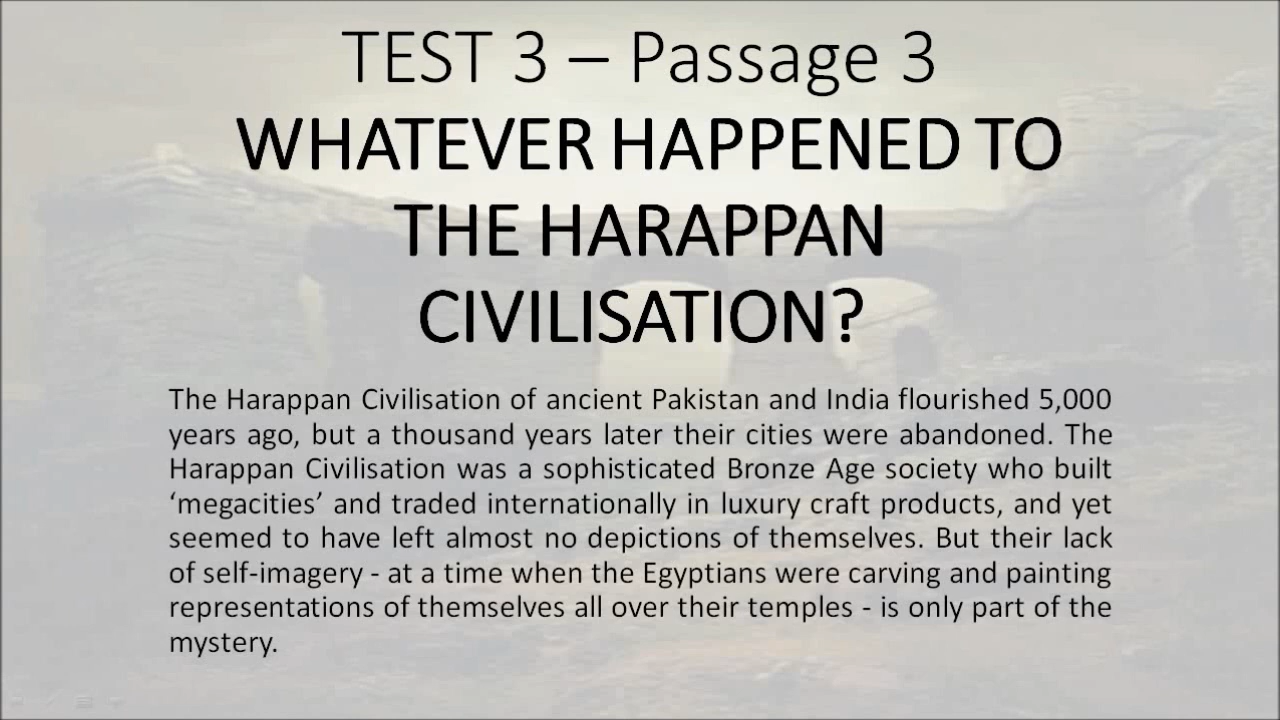 TEST 3 – Passage 3
WHATEVER HAPPENED TO
THE HARAPPAN
CIVILISATION?
The Harappan Civilisation of ancient Pakistan and India flourished 5,000
years ago, but a thousand years later their cities were abandoned. The
Harappan Civilisation was a sophisticated Bronze Age society who built
‘megacities’ and traded internationally in luxury craft products, and yet
seemed to have left almost no depictions of themselves. But their lack
of self-imagery - at a time when the Egyptians were carving and painting
representations of themselves all over their temples - is only part of the
mystery.